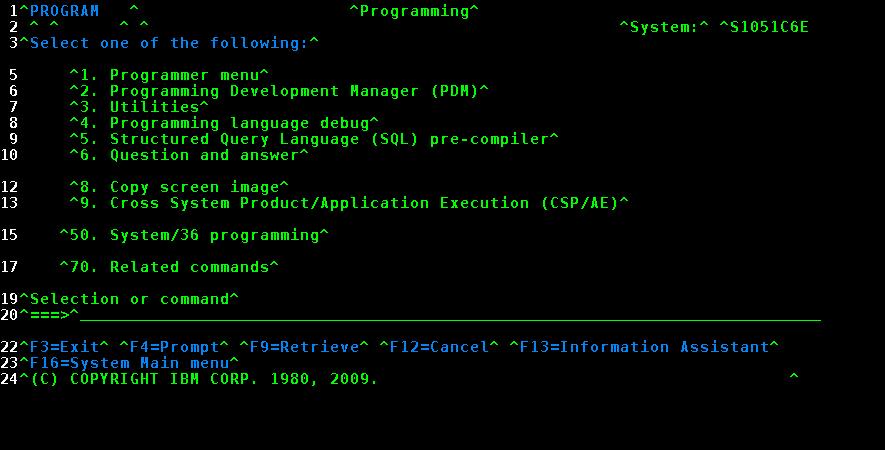 1^PROGRAM   ^                     ^Programming^
2 ^ ^      ^ ^                                               ^System:^ ^S1051C6E
3^Select one of the following:^
5     ^1. Programmer menu^
6     ^2. Programming Development Manager (PDM)^
7     ^3. Utilities^
8     ^4. Programming language debug^
9     ^5. Structured Query Language (SQL) pre-compiler^
10     ^6. Question and answer^
12     ^8. Copy screen image^
13     ^9. Cross System Product/Application Execution (CSP/AE)^
15    ^50. System/36 programming^
17    ^70. Related commands^
19^Selection or command^
20^===>^__________________________________________________________________________
22^F3=Exit^ ^F4=Prompt^ ^F9=Retrieve^ ^F12=Cancel^ ^F13=Information Assistant^
23^F16=System Main menu^
24^(C) COPYRIGHT IBM CORP. 1980, 2009.                                         ^